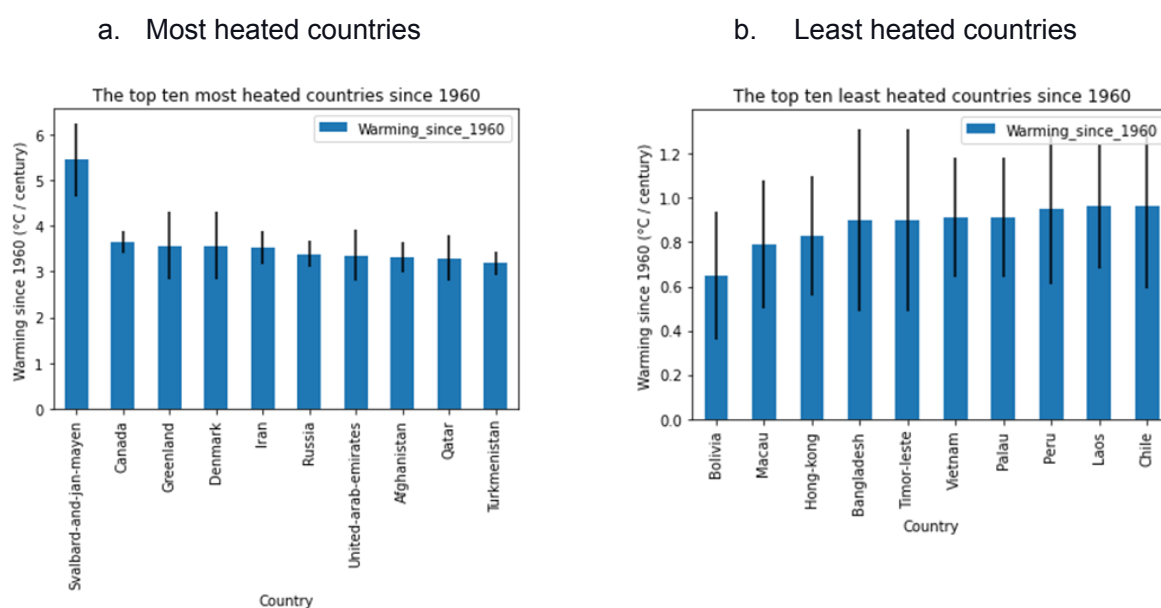 a. Most heated countries
The top ten most heated countries since 1960
Warming_since_1960
Warming since 1960 (°C / century)
6
5
4
3
2
1
0
Svalbard-and-jan-mayen
Canada
Greenland
Denmark
Iran
Russia
United-arab-emirates
Afghanistan
Qatar
Turkmenistan
Country
b. Least heated countries
The top ten least heated countries since 1960
Warming_since_1960
Warming since 1960 (°C / century)
1.2
1.0
0.8
0.6
0.4
0.2
0.0
Bolivia
Macau
Hong-kong
Bangladesh
Timor-leste
Vietnam
Palau
Peru
Laos
Chile
Country